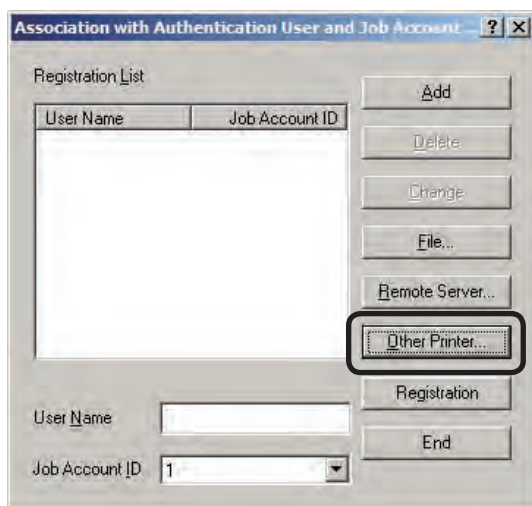 Association with Authentication User and Job Account ...
Registration List
User Name Job Account ID
Add
Delete
Change
File...
Remote Server...
Other Printer...
Registration
End
User Name
Job Account ID 1